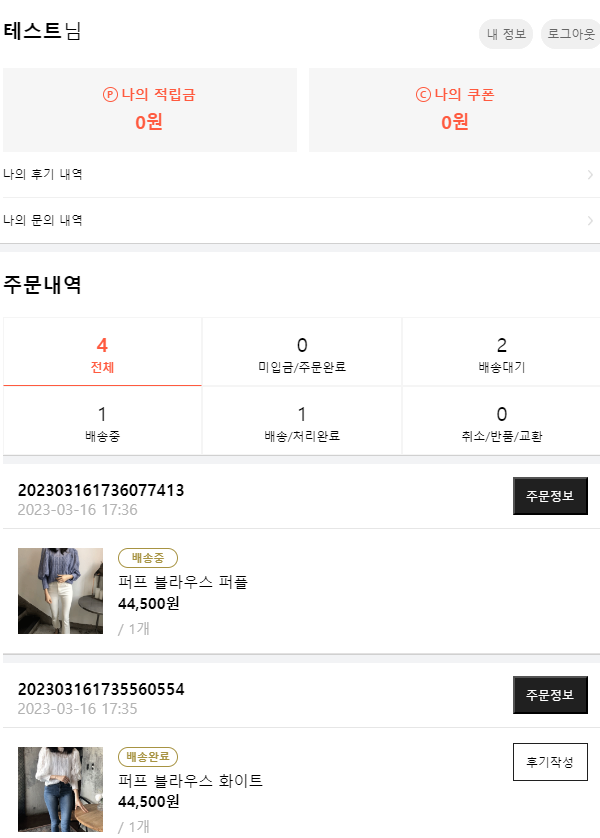 테스트님
내 정보
로그아웃
Ⓟ 나의 적립금
0원
Ⓒ 나의 쿠폰
0원
나의 후기 내역
나의 문의 내역
주문내역
4
전체
0
미입금/주문완료
2
배송대기
1
배송중
1
배송/처리완료
0
취소/반품/교환
202303161736077413
2023-03-16 17:36
주문정보
배송중
퍼프 블라우스 퍼플
44,500원
/ 1개
202303161735560554
2023-03-16 17:35
주문정보
배송완료
퍼프 블라우스 화이트
44,500원
/ 1개
후기작성